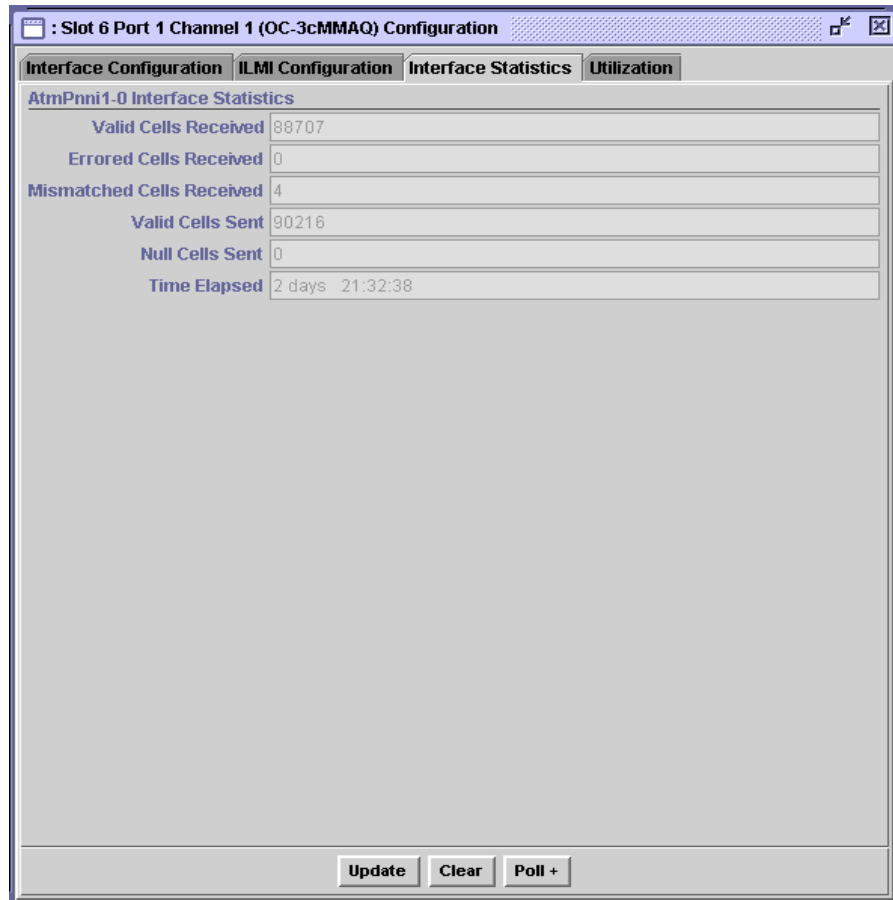 : Slot 6 Port 1 Channel 1 (OC-3cMMAQ) Configuration
Interface Configuration ILMI Configuration Interface Statistics Utilization
AtmPnni1-0 Interface Statistics
Valid Cells Received 88707
Errored Cells Received 0
Mismatched Cells Received 4
Valid Cells Sent 90216
Null Cells Sent 0
Time Elapsed 2 days 21:32:38
Update Clear Poll +